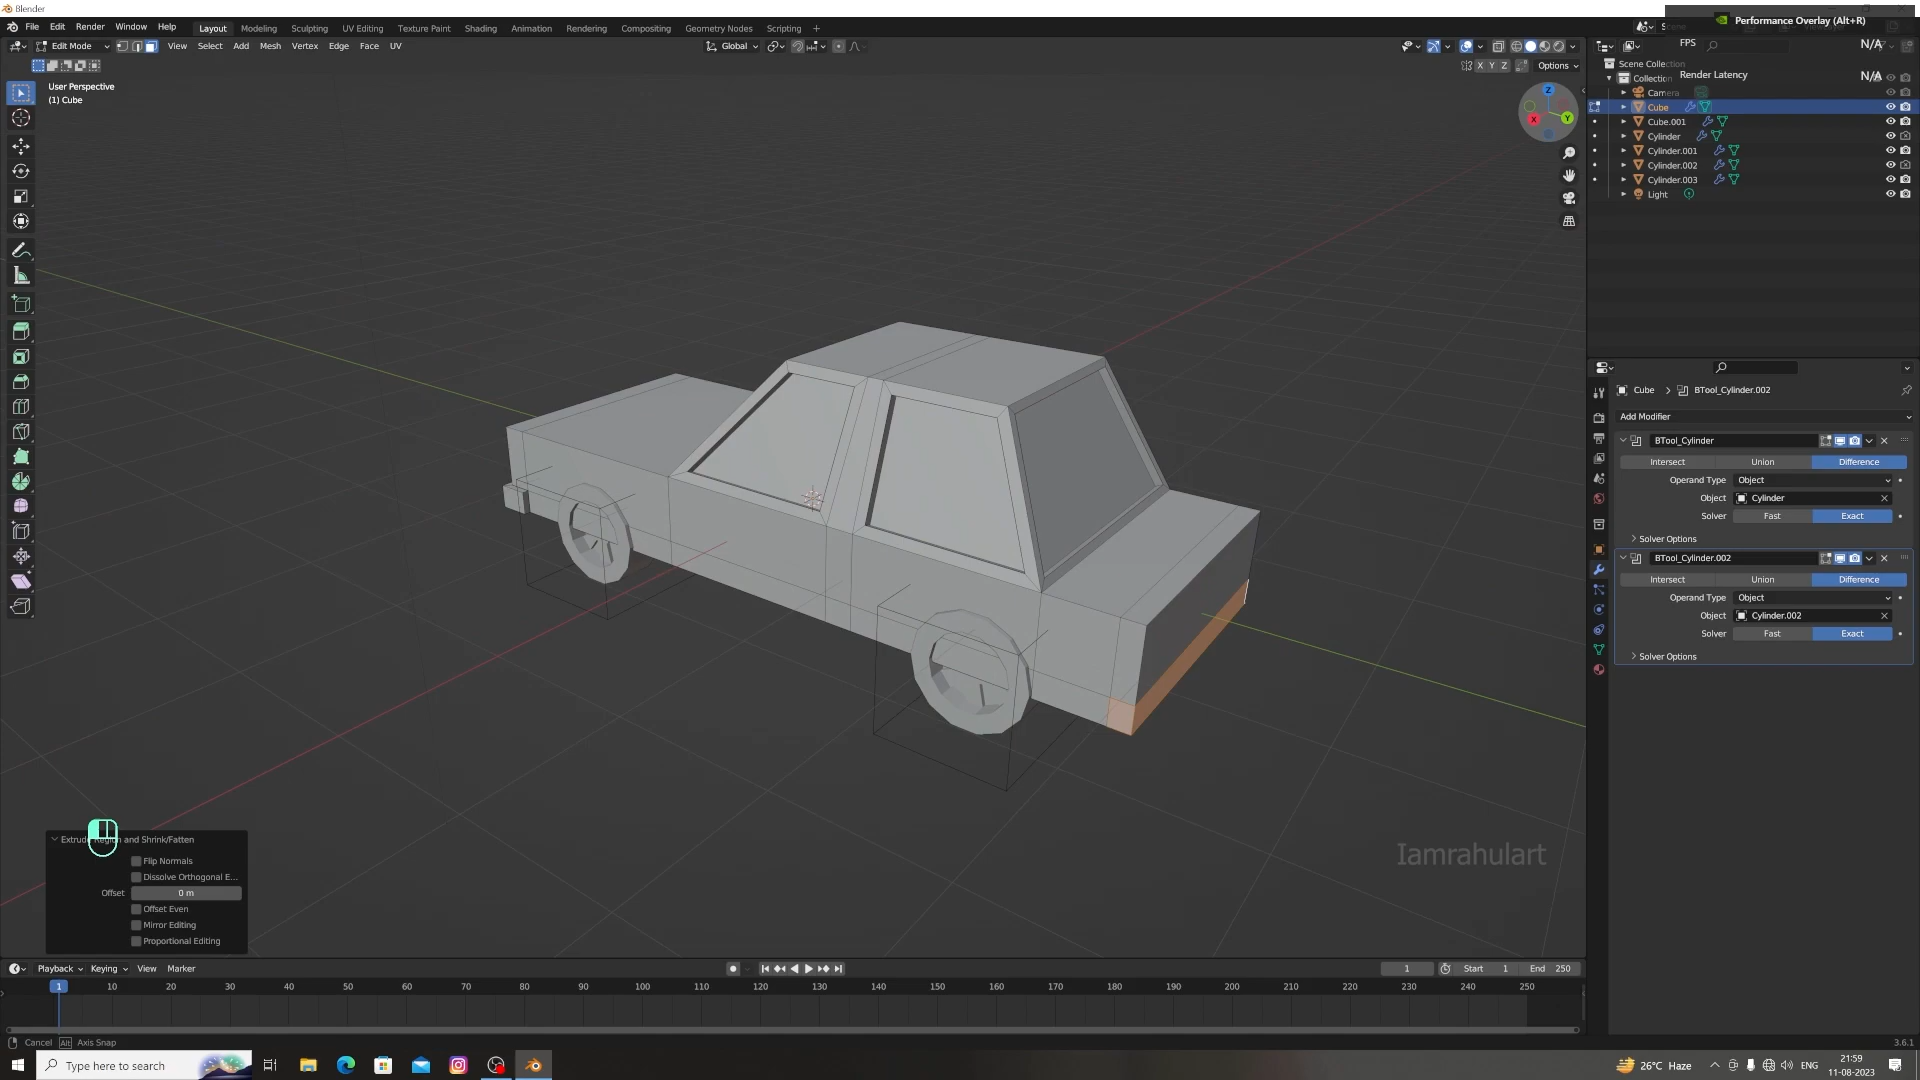 Blender
File Edit Render Window Help Layout Modeling Sculpting UV Editing Texture Paint Shading Animation Rendering Compositing Geometry Nodes Scripting +
Performance Overlay (Alt+R)
FPS N/A
Render Latency N/A
Edit Mode View Select Add Mesh Vertex Edge Face UV
Global
X Y Z Options
User Perspective
(1) Cube
Z
X Y
Scene Collection
Collection
Camera
Cube
Cube.001
Cylinder
Cylinder.001
Cylinder.002
Cylinder.003
Light
Cube > BTool_Cylinder.002
Add Modifier
BTool_Cylinder
Intersect Union Difference
Operand Type Object
Object Cylinder
Solver Fast Exact
Solver Options
BTool_Cylinder.002
Intersect Union Difference
Operand Type Object
Object Cylinder.002
Solver Fast Exact
Solver Options
Iamrahulart
Extrude Region and Shrink/Fatten
Flip Normals
Dissolve Orthogonal E...
Offset 0 m
Offset Even
Mirror Editing
Proportional Editing
Playback Keying View Marker
1 Start 1 End 250
1 10 20 30 40 50 60 70 80 90 100 110 120 130 140 150 160 170 180 190 200 210 220 230 240 250
Cancel Alt Axis Snap
3.6.1
Type here to search
26°C Haze
ENG
21:59
11-08-2023